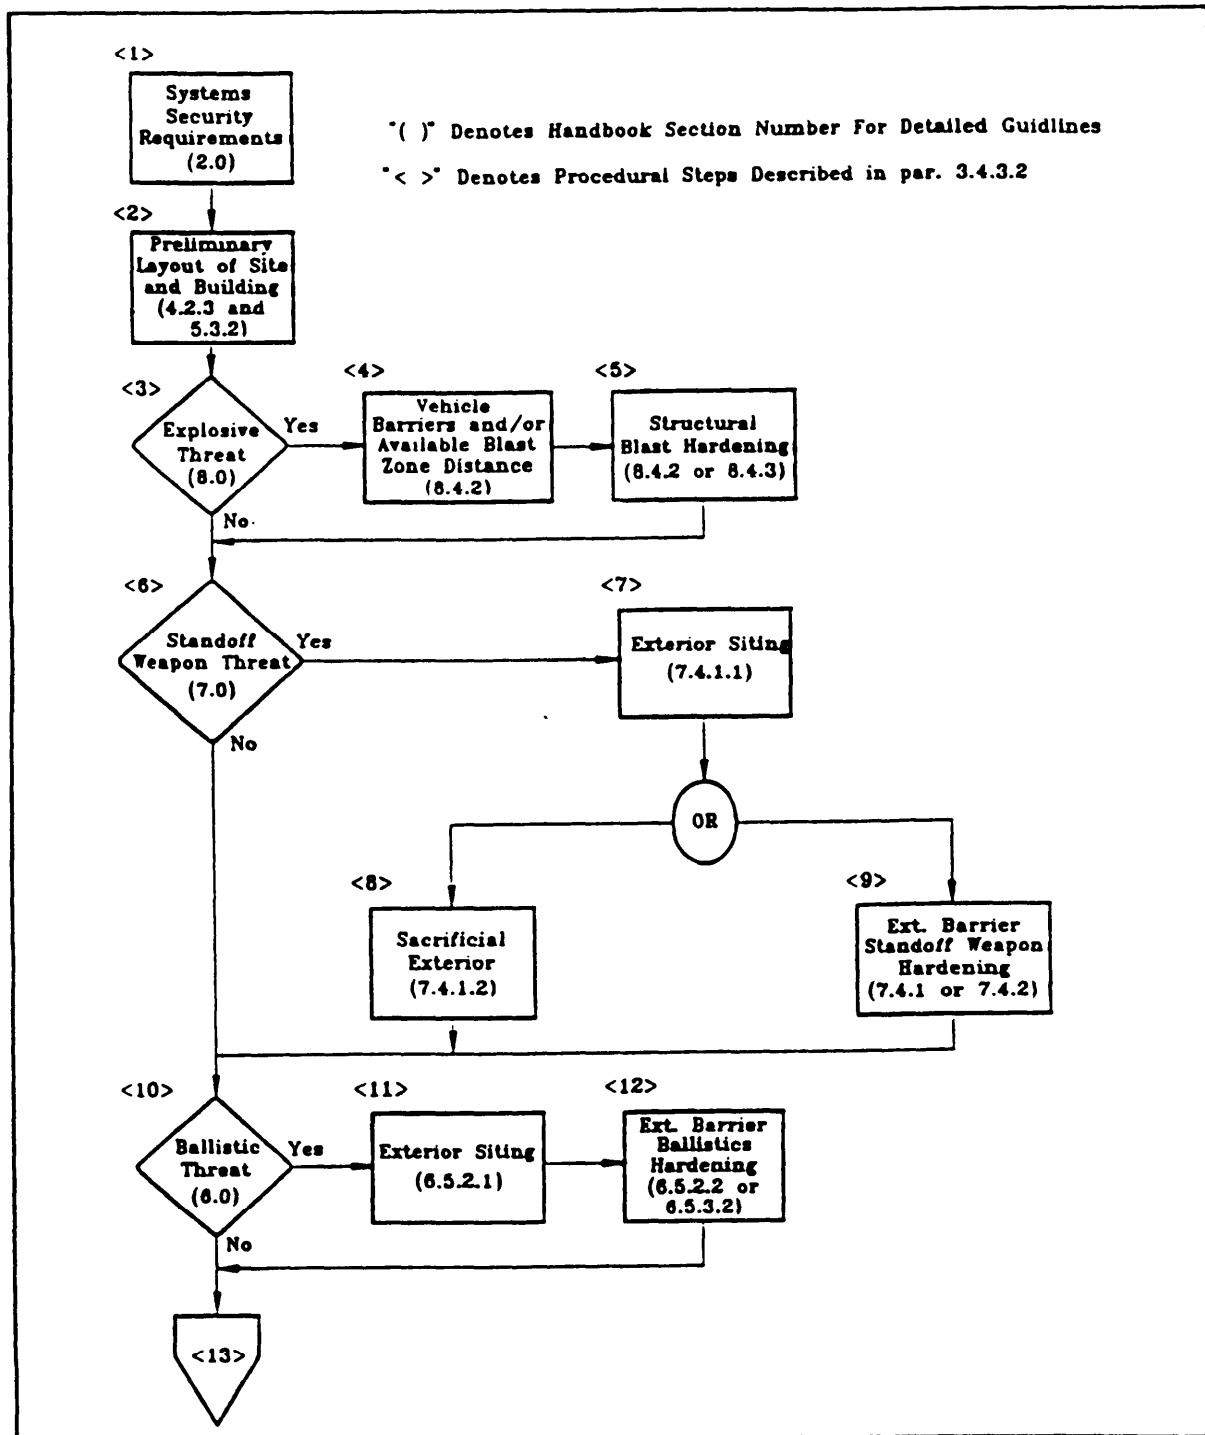 <1>
Systems
Security
Requirements
(2.0)
"( )" Denotes Handbook Section Number For Detailed Guidlines
"< >" Denotes Procedural Steps Described in par. 3.4.3.2
<2>
Preliminary
Layout of Site
and Building
(4.2.3 and
5.3.2)
<3>
Explosive
Threat
(8.0)
Yes
No
<4>
Vehicle
Barriers and/or
Available Blast
Zone Distance
(8.4.2)
<5>
Structural
Blast Hardening
(8.4.2 or 8.4.3)
<6>
Standoff
Weapon Threat
(7.0)
Yes
No
<7>
Exterior Siting
(7.4.1.1)
OR
<8>
Sacrificial
Exterior
(7.4.1.2)
<9>
Ext. Barrier
Standoff Weapon
Hardening
(7.4.1 or 7.4.2)
<10>
Ballistic
Threat
(6.0)
Yes
No
<11>
Exterior Siting
(6.5.2.1)
<12>
Ext. Barrier
Ballistics
Hardening
(6.5.2.2 or
6.5.3.2)
<13>